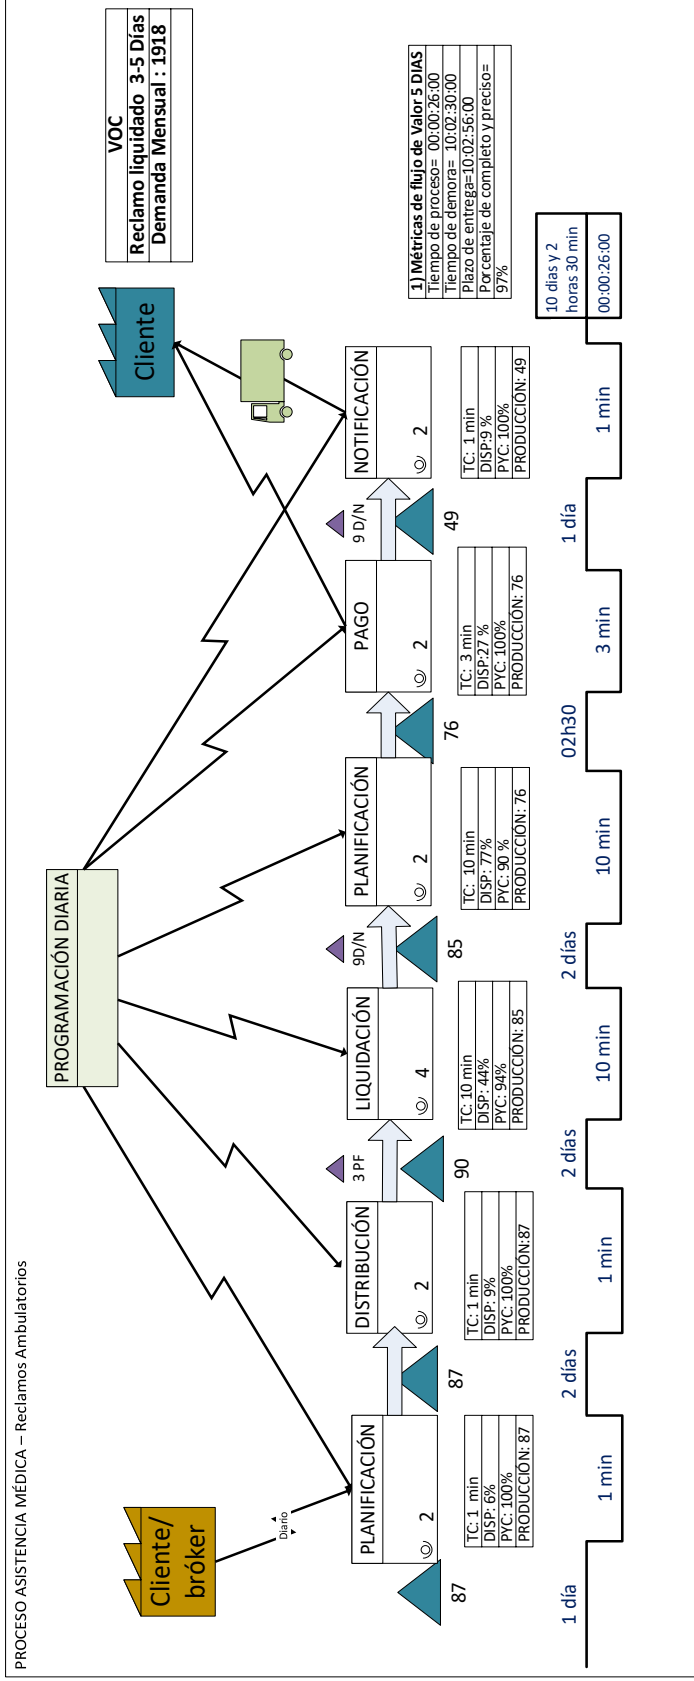 PROCESO ASISTENCIA MÉDICA – Reclamos Ambulatorios
Cliente/
bróker
Diario
PROGRAMACIÓN DIARIA
Cliente
VOC
Reclamo liquidado 3-5 Días
Demanda Mensual : 1918
87
PLANIFICACIÓN
2
87
DISTRIBUCIÓN
2
3 PF
90
LIQUIDACIÓN
4
9D/N
85
PLANIFICACIÓN
2
76
PAGO
2
9 D/N
49
NOTIFICACIÓN
2
TC: 1 min
DISP: 6%
PYC: 100%
PRODUCCIÓN: 87
TC: 1 min
DISP: 9%
PYC: 100%
PRODUCCIÓN:87
TC: 10 min
DISP: 44%
PYC: 94%
PRODUCCIÓN: 85
TC: 10 min
DISP: 77%
PYC: 90 %
PRODUCCIÓN: 76
TC: 3 min
DISP:27 %
PYC: 100%
PRODUCCIÓN: 76
TC: 1 min
DISP:9 %
PYC: 100%
PRODUCCIÓN: 49
1) Métricas de flujo de Valor 5 DIAS
Tiempo de proceso= 00:00:26:00
Tiempo de demora= 10:02:30:00
Plazo de entrega=10:02:56:00
Porcentaje de completo y preciso=
97%
1 día
1 min
2 días
1 min
2 días
10 min
2 días
10 min
02h30
3 min
1 día
1 min
10 dias y 2
horas 30 min
00:00:26:00